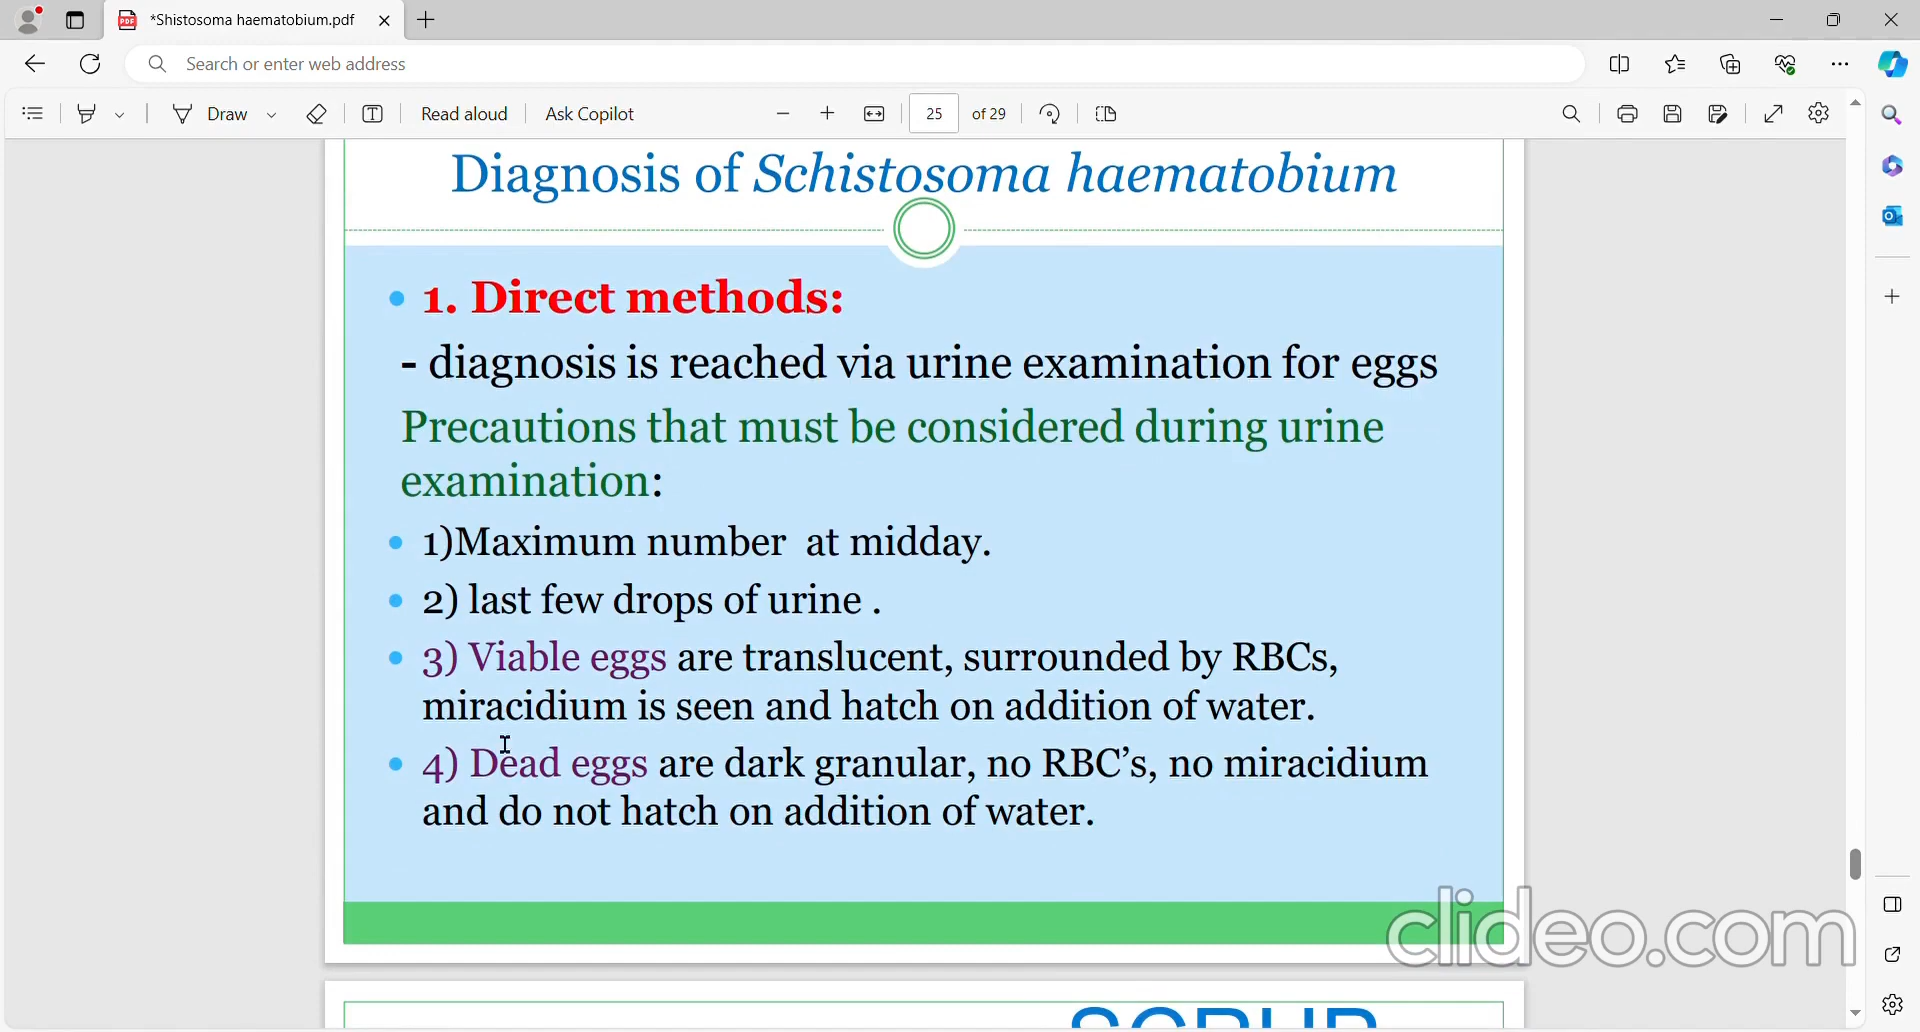 *Shistosoma haematobium.pdf
Search or enter web address
Draw
Read aloud
Ask Copilot
25 of 29
Diagnosis of Schistosoma haematobium
1. Direct methods:
- diagnosis is reached via urine examination for eggs
Precautions that must be considered during urine
examination:
1)Maximum number at midday.
2) last few drops of urine .
3) Viable eggs are translucent, surrounded by RBCs,
miracidium is seen and hatch on addition of water.
4) Dead eggs are dark granular, no RBC’s, no miracidium
and do not hatch on addition of water.
clideo.com